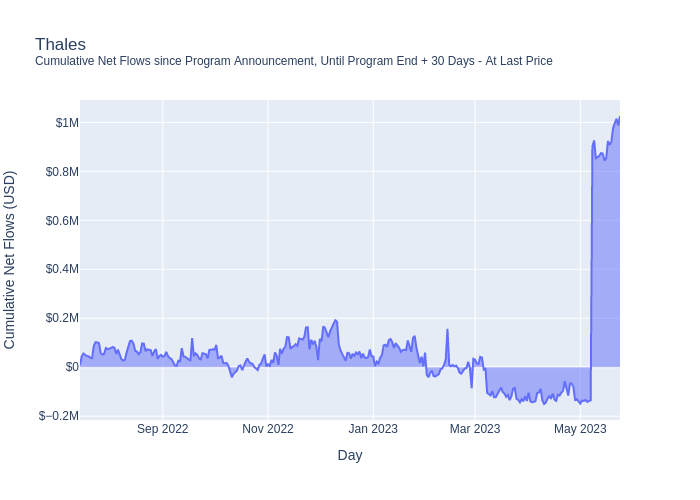 Thales
Cumulative Net Flows since Program Announcement, Until Program End + 30 Days - At Last Price
Cumulative Net Flows (USD)
$1M
$0.8M
$0.6M
$0.4M
$0.2M
$0
$−0.2M
Sep 2022
Nov 2022
Jan 2023
Mar 2023
May 2023
Day